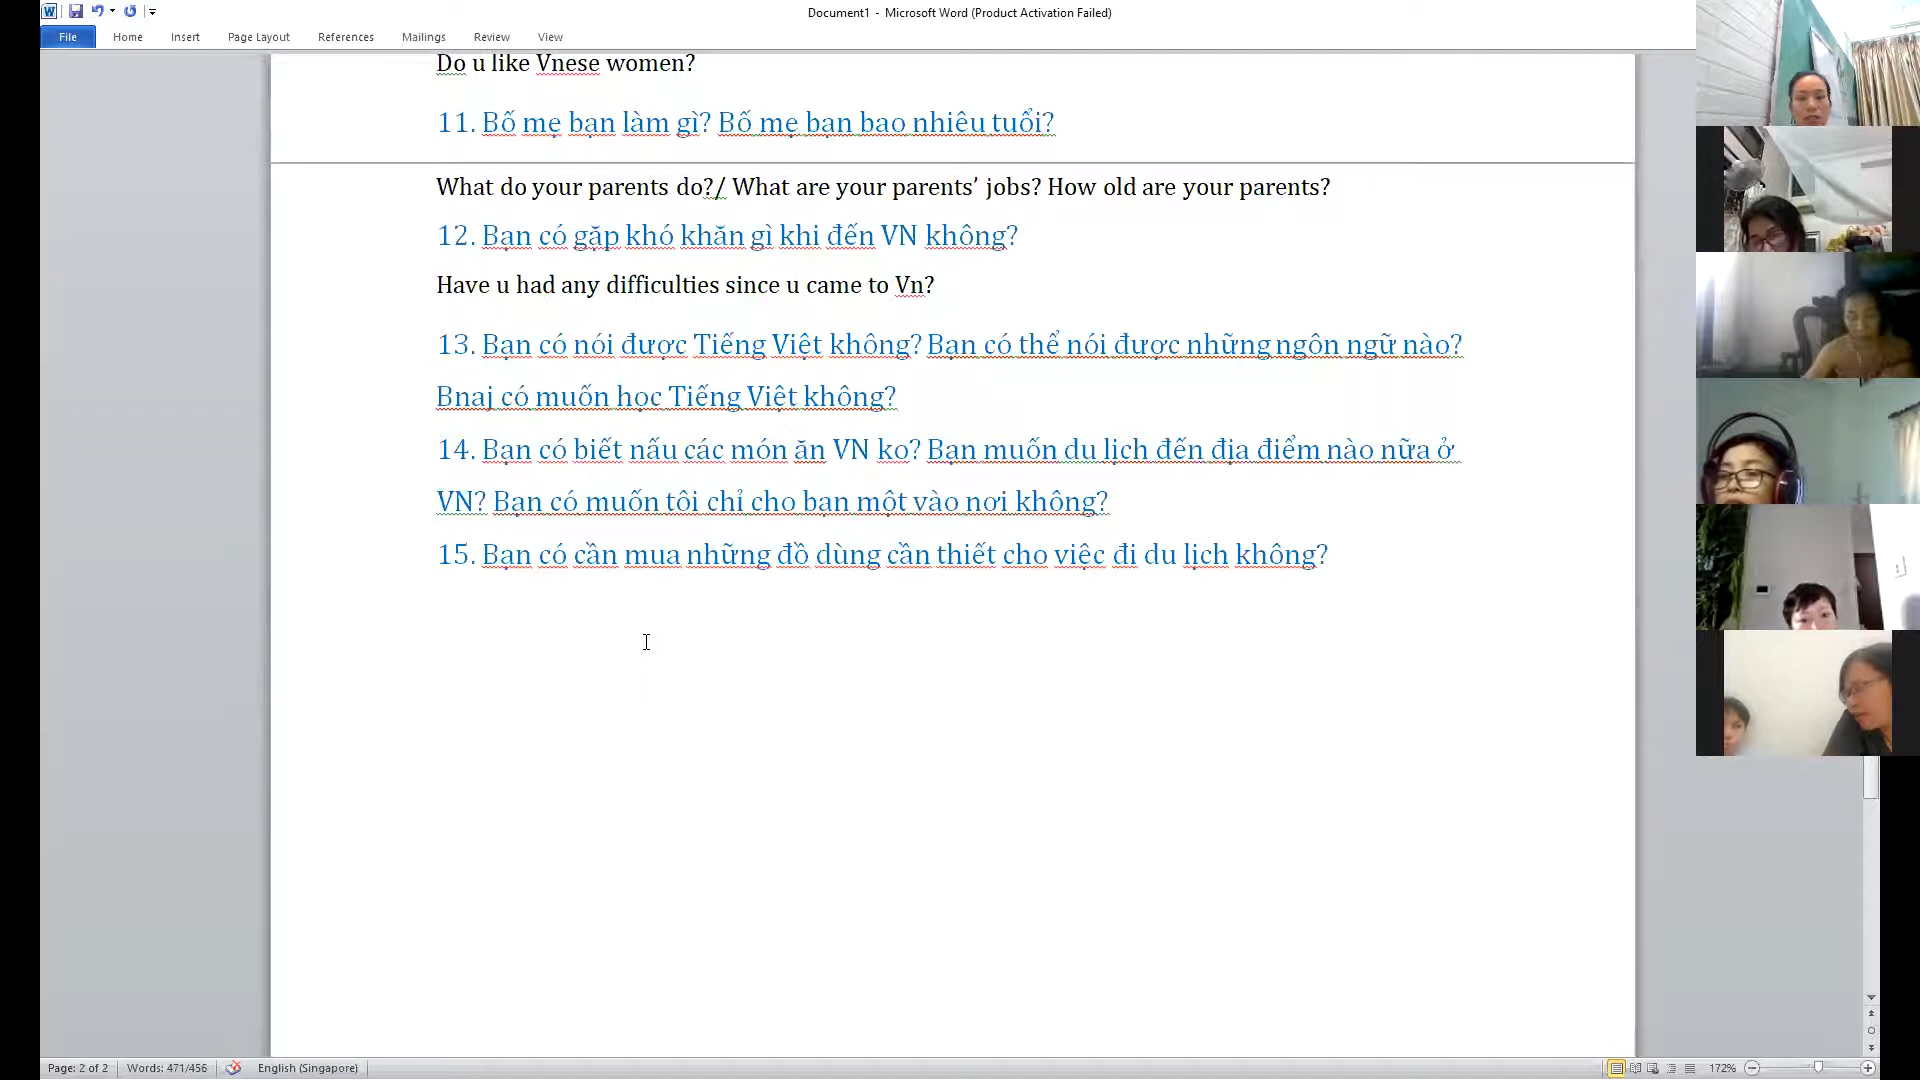 Document1 - Microsoft Word (Product Activation Failed)
File Home Insert Page Layout References Mailings Review View
Do u like Vnese women?
11. Bố mẹ bạn làm gì? Bố mẹ bạn bao nhiêu tuổi?
What do your parents do?/ What are your parents’ jobs? How old are your parents?
12. Bạn có gặp khó khăn gì khi đến VN không?
Have u had any difficulties since u came to Vn?
13. Bạn có nói được Tiếng Việt không? Bạn có thể nói được những ngôn ngữ nào?
Bnaj có muốn học Tiếng Việt không?
14. Bạn có biết nấu các món ăn VN ko? Bạn muốn du lịch đến địa điểm nào nữa ở
VN? Bạn có muốn tôi chỉ cho bạn một vào nơi không?
15. Bạn có cần mua những đồ dùng cần thiết cho việc đi du lịch không?
Page: 2 of 2 Words: 471/456 English (Singapore) 172%